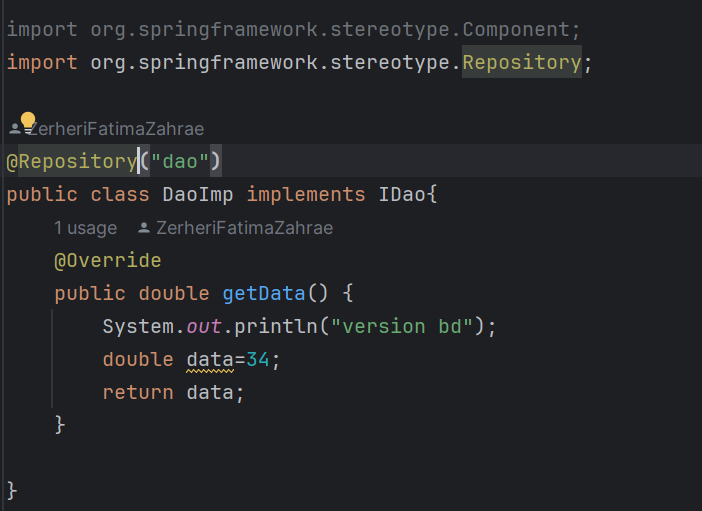 import org.springframework.stereotype.Component;
import org.springframework.stereotype.Repository;
ZerheriFatimaZahrae
@Repository("dao")
public class DaoImp implements IDao{
1 usage ZerheriFatimaZahrae
@Override
public double getData() {
System.out.println("version bd");
double data=34;
return data;
}
}